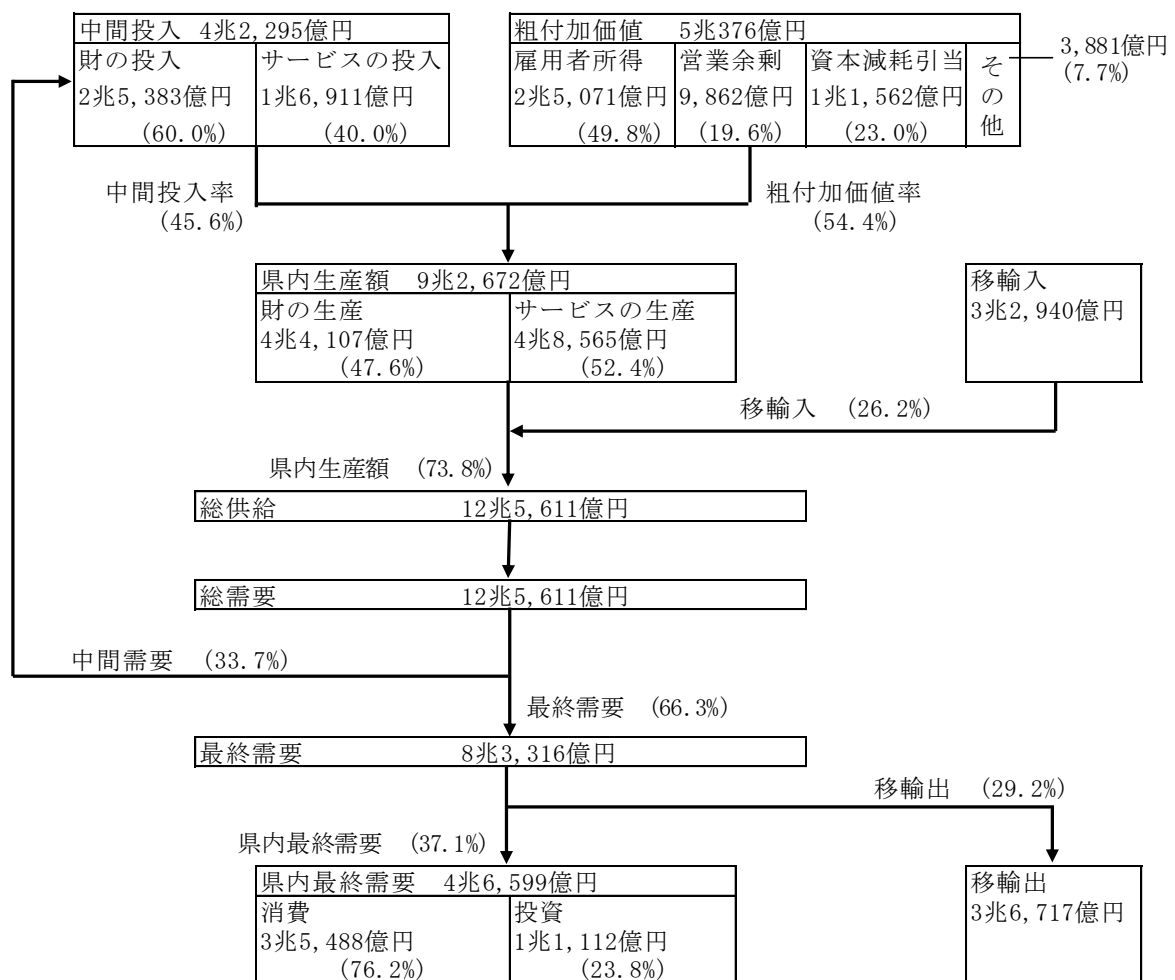 中間投入 4兆2,295億円
財の投入
2兆5,383億円
(60.0%)
サービスの投入
1兆6,911億円
(40.0%)
粗付加価値 5兆376億円
雇用者所得
2兆5,071億円
(49.8%)
営業余剰
9,862億円
(19.6%)
資本減耗引当
1兆1,562億円
(23.0%)
その他
3,881億円
(7.7%)
中間投入率
(45.6%)
粗付加価値率
(54.4%)
県内生産額 9兆2,672億円
財の生産
4兆4,107億円
(47.6%)
サービスの生産
4兆8,565億円
(52.4%)
移輸入
3兆2,940億円
移輸入 (26.2%)
県内生産額 (73.8%)
総供給 12兆5,611億円
総需要 12兆5,611億円
中間需要 (33.7%)
最終需要 (66.3%)
最終需要 8兆3,316億円
移輸出 (29.2%)
県内最終需要 (37.1%)
県内最終需要 4兆6,599億円
消費
3兆5,488億円
(76.2%)
投資
1兆1,112億円
(23.8%)
移輸出
3兆6,717億円